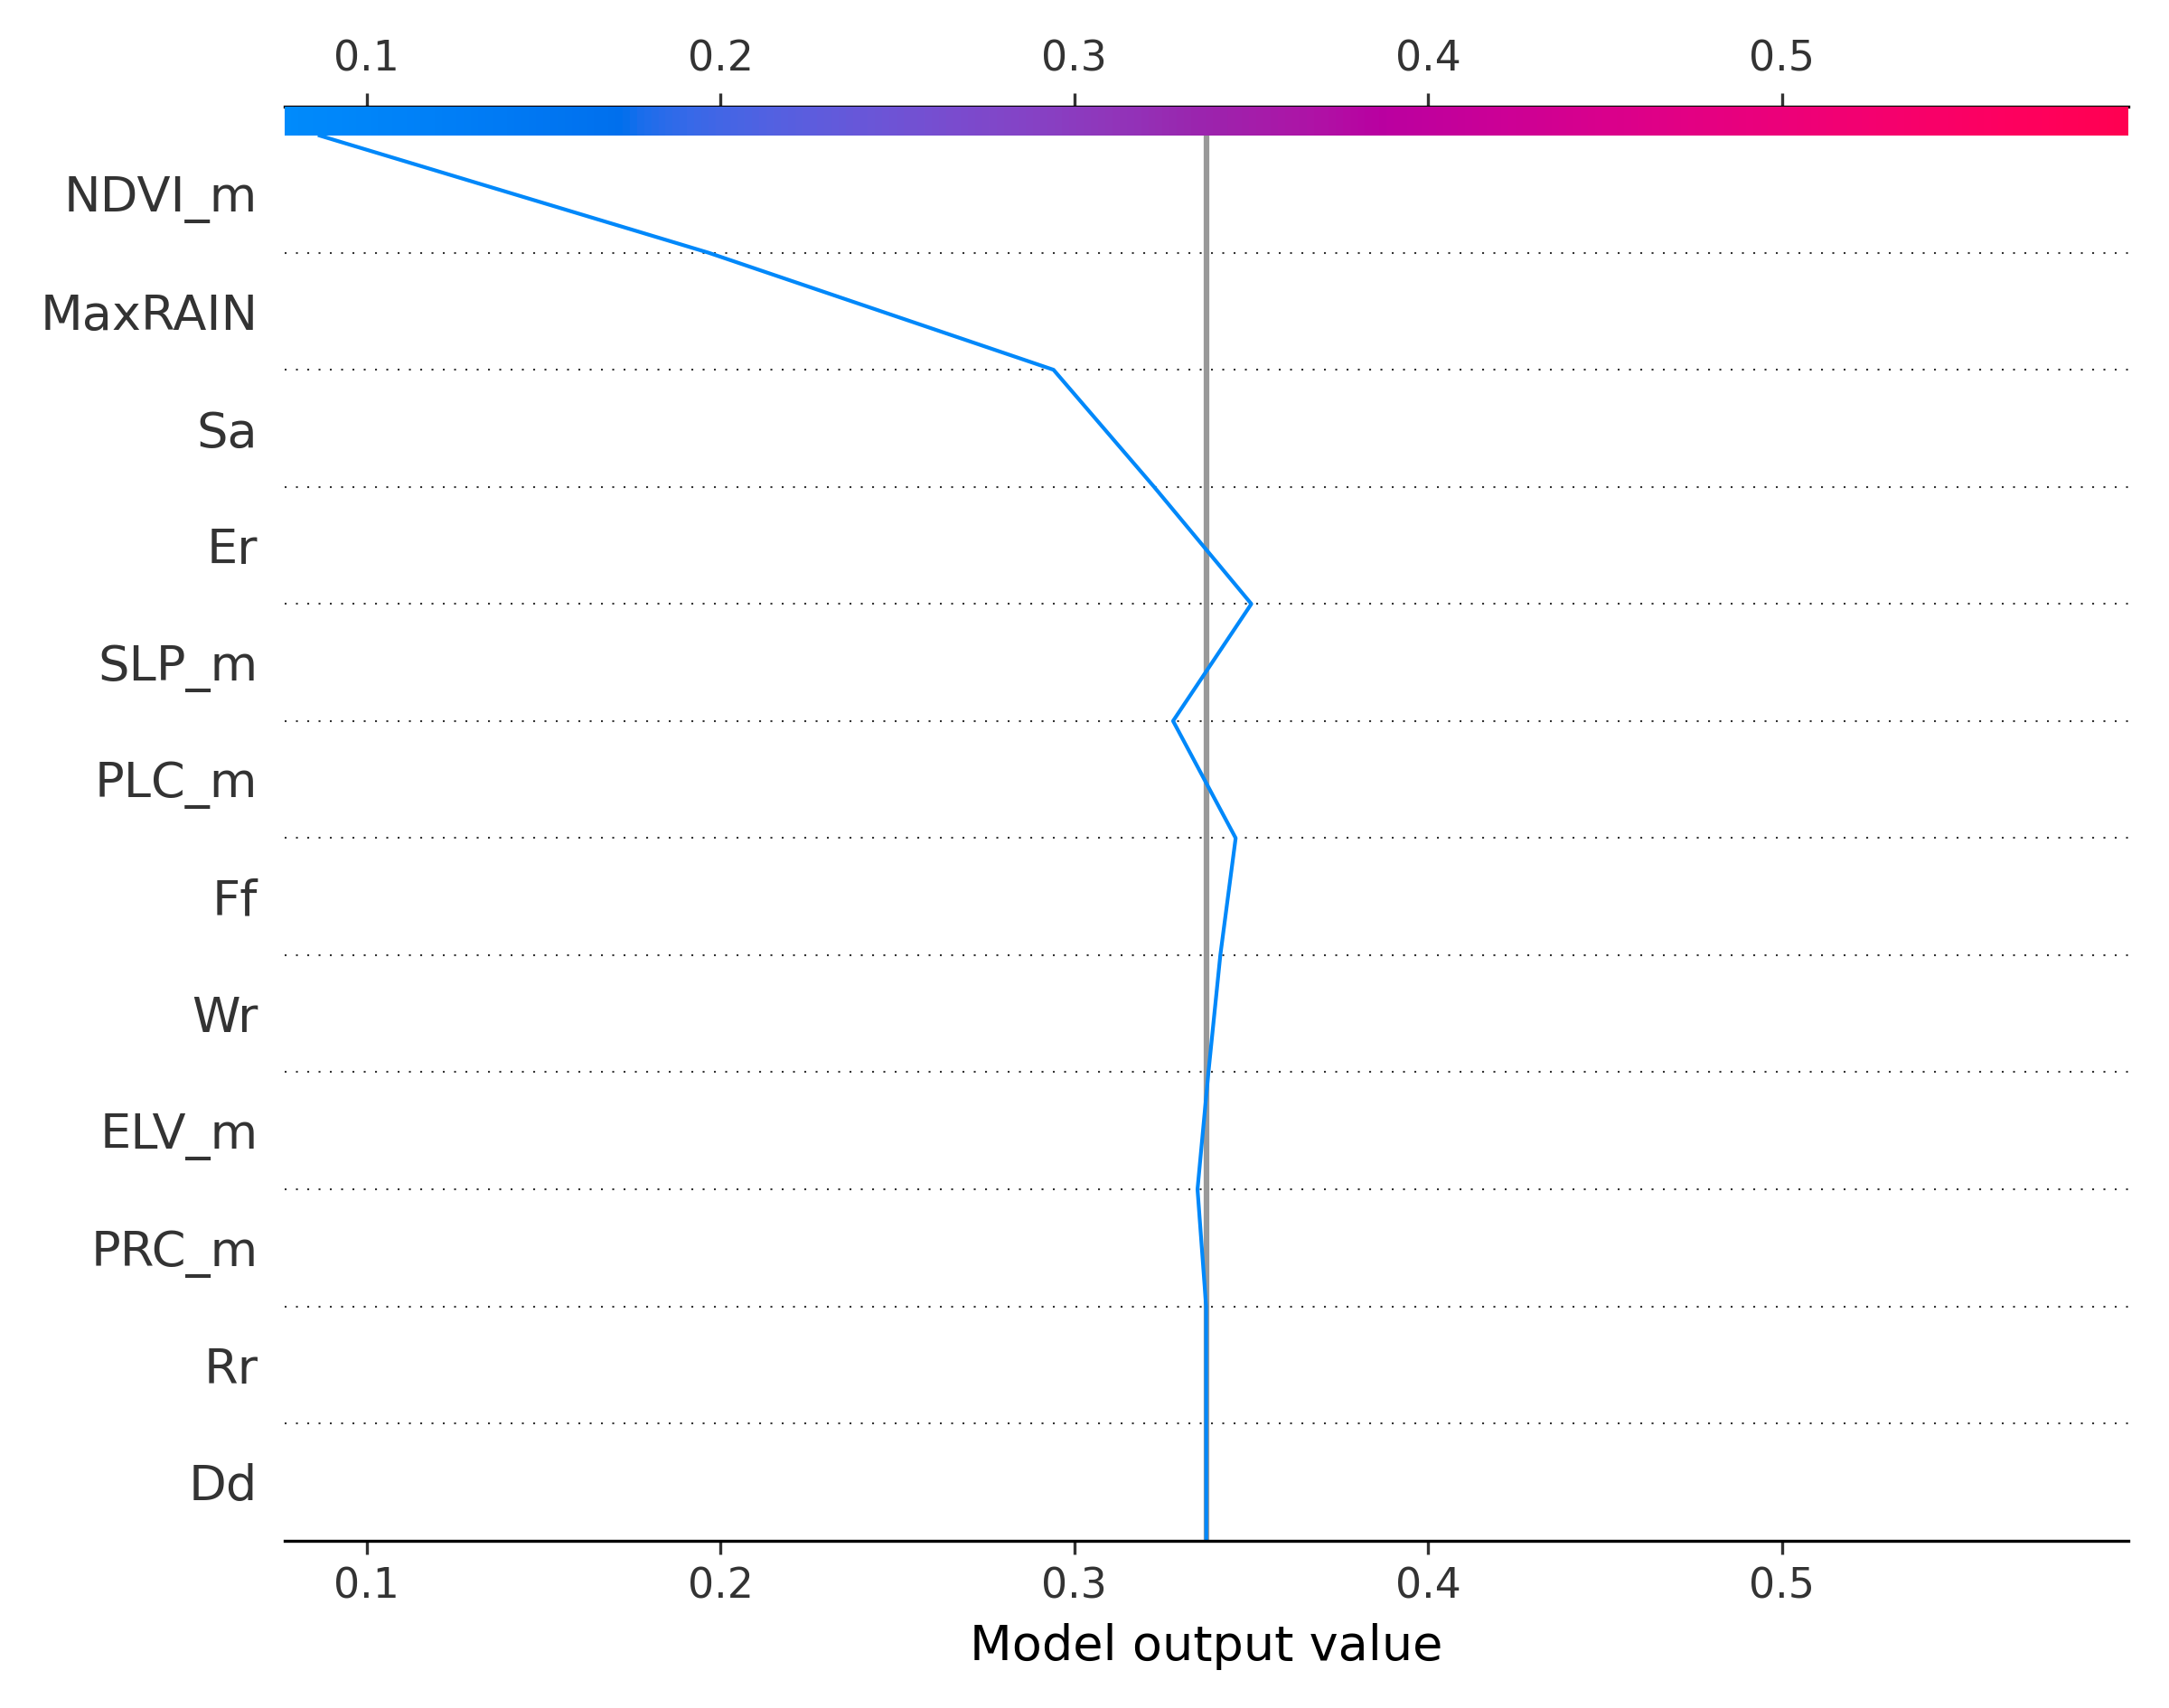 0.1 0.2 0.3 0.4 0.5
NDVI_m
MaxRAIN
Sa
Er
SLP_m
PLC_m
Ff
Wr
ELV_m
PRC_m
Rr
Dd
0.1 0.2 0.3 0.4 0.5
Model output value